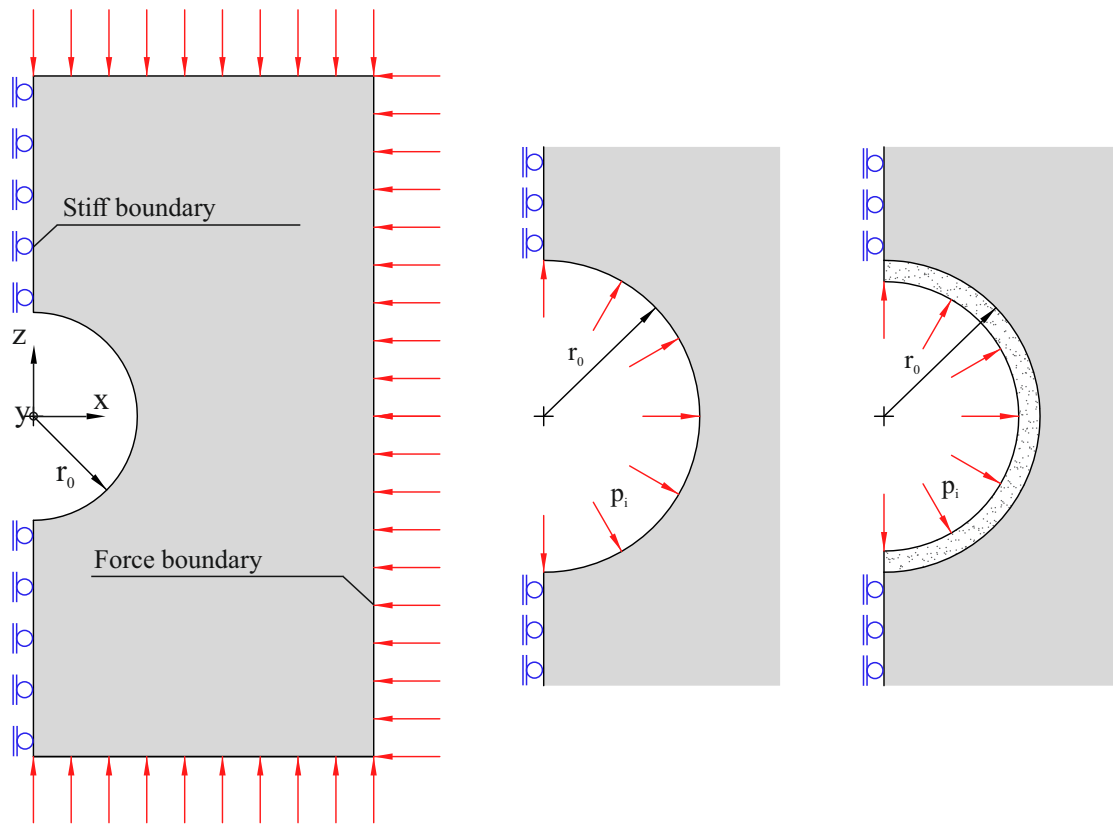 Stiff boundary
z
y
x
r₀
Force boundary
r₀
pᵢ
r₀
pᵢ